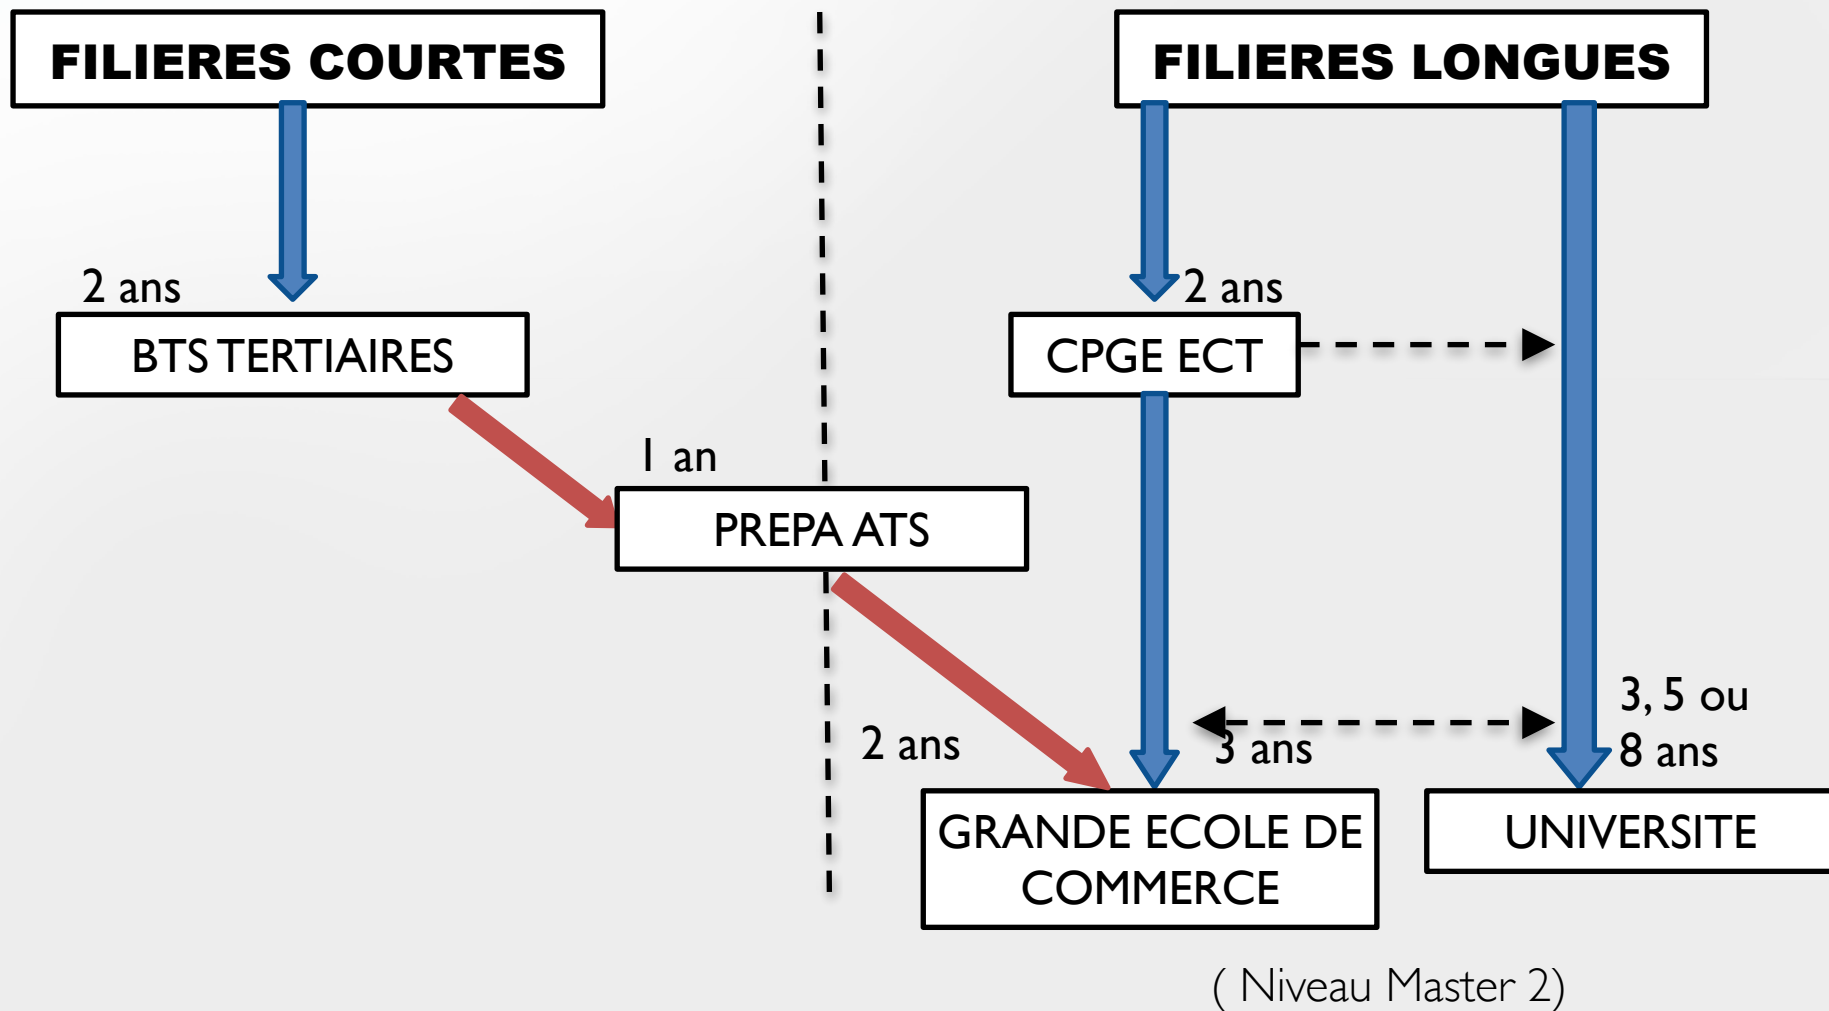 FILIERES COURTES
FILIERES LONGUES
2 ans
BTS TERTIAIRES
2 ans
CPGE ECT
1 an
PREPA ATS
2 ans
3 ans
3, 5 ou
8 ans
GRANDE ECOLE DE
COMMERCE
UNIVERSITE
( Niveau Master 2)